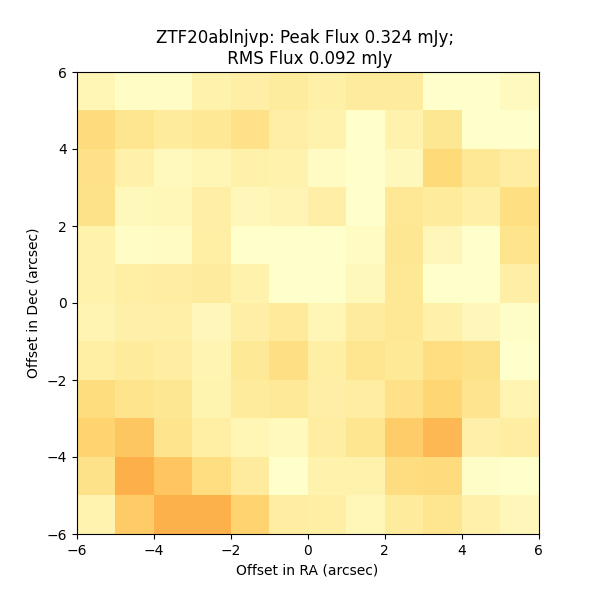 ZTF20ablnjvp: Peak Flux 0.324 mJy;
RMS Flux 0.092 mJy
6
4
2
0
−2
−4
−6
Offset in Dec (arcsec)
−6 −4 −2 0 2 4 6
Offset in RA (arcsec)